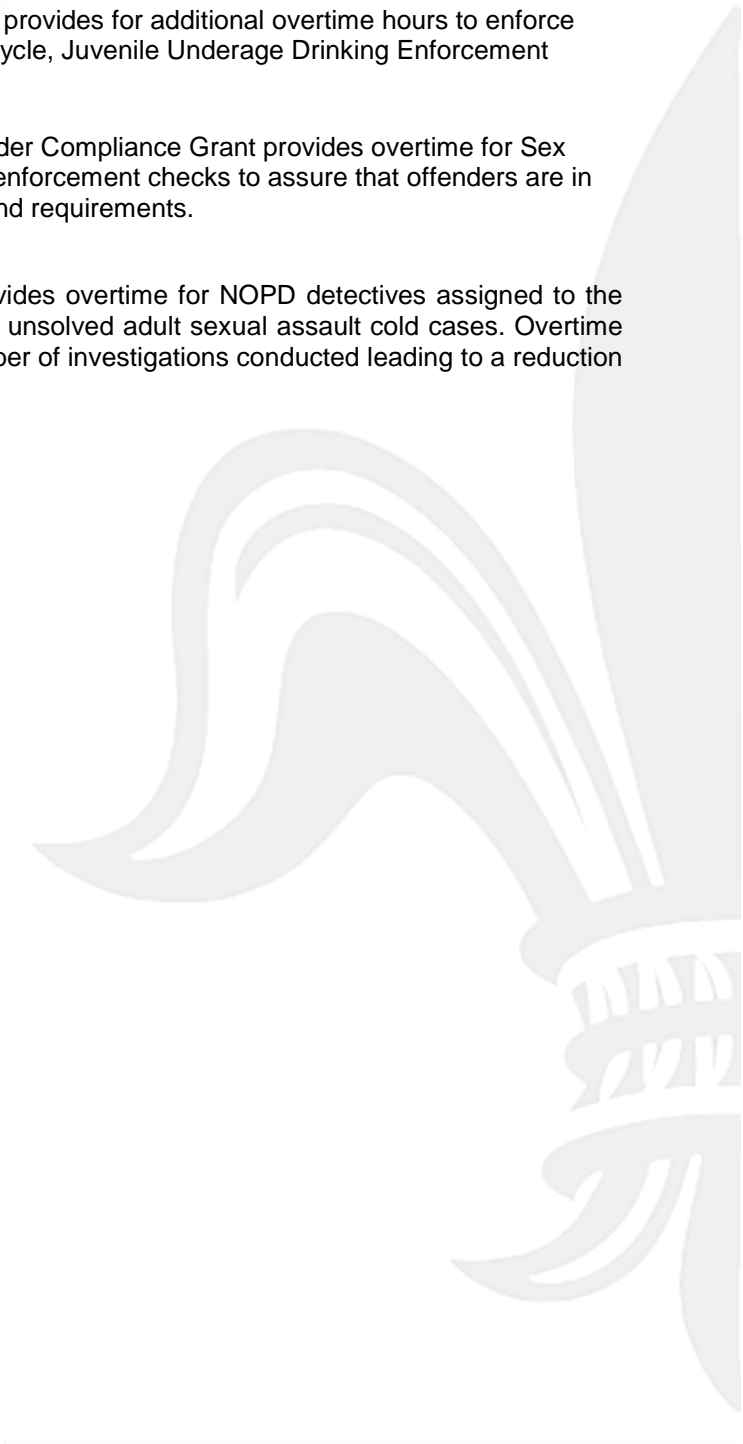 provides for additional overtime hours to enforce
ycle, Juvenile Underage Drinking Enforcement
der Compliance Grant provides overtime for Sex
enforcement checks to assure that offenders are in
nd requirements.
vides overtime for NOPD detectives assigned to the
unsolved adult sexual assault cold cases. Overtime
ber of investigations conducted leading to a reduction